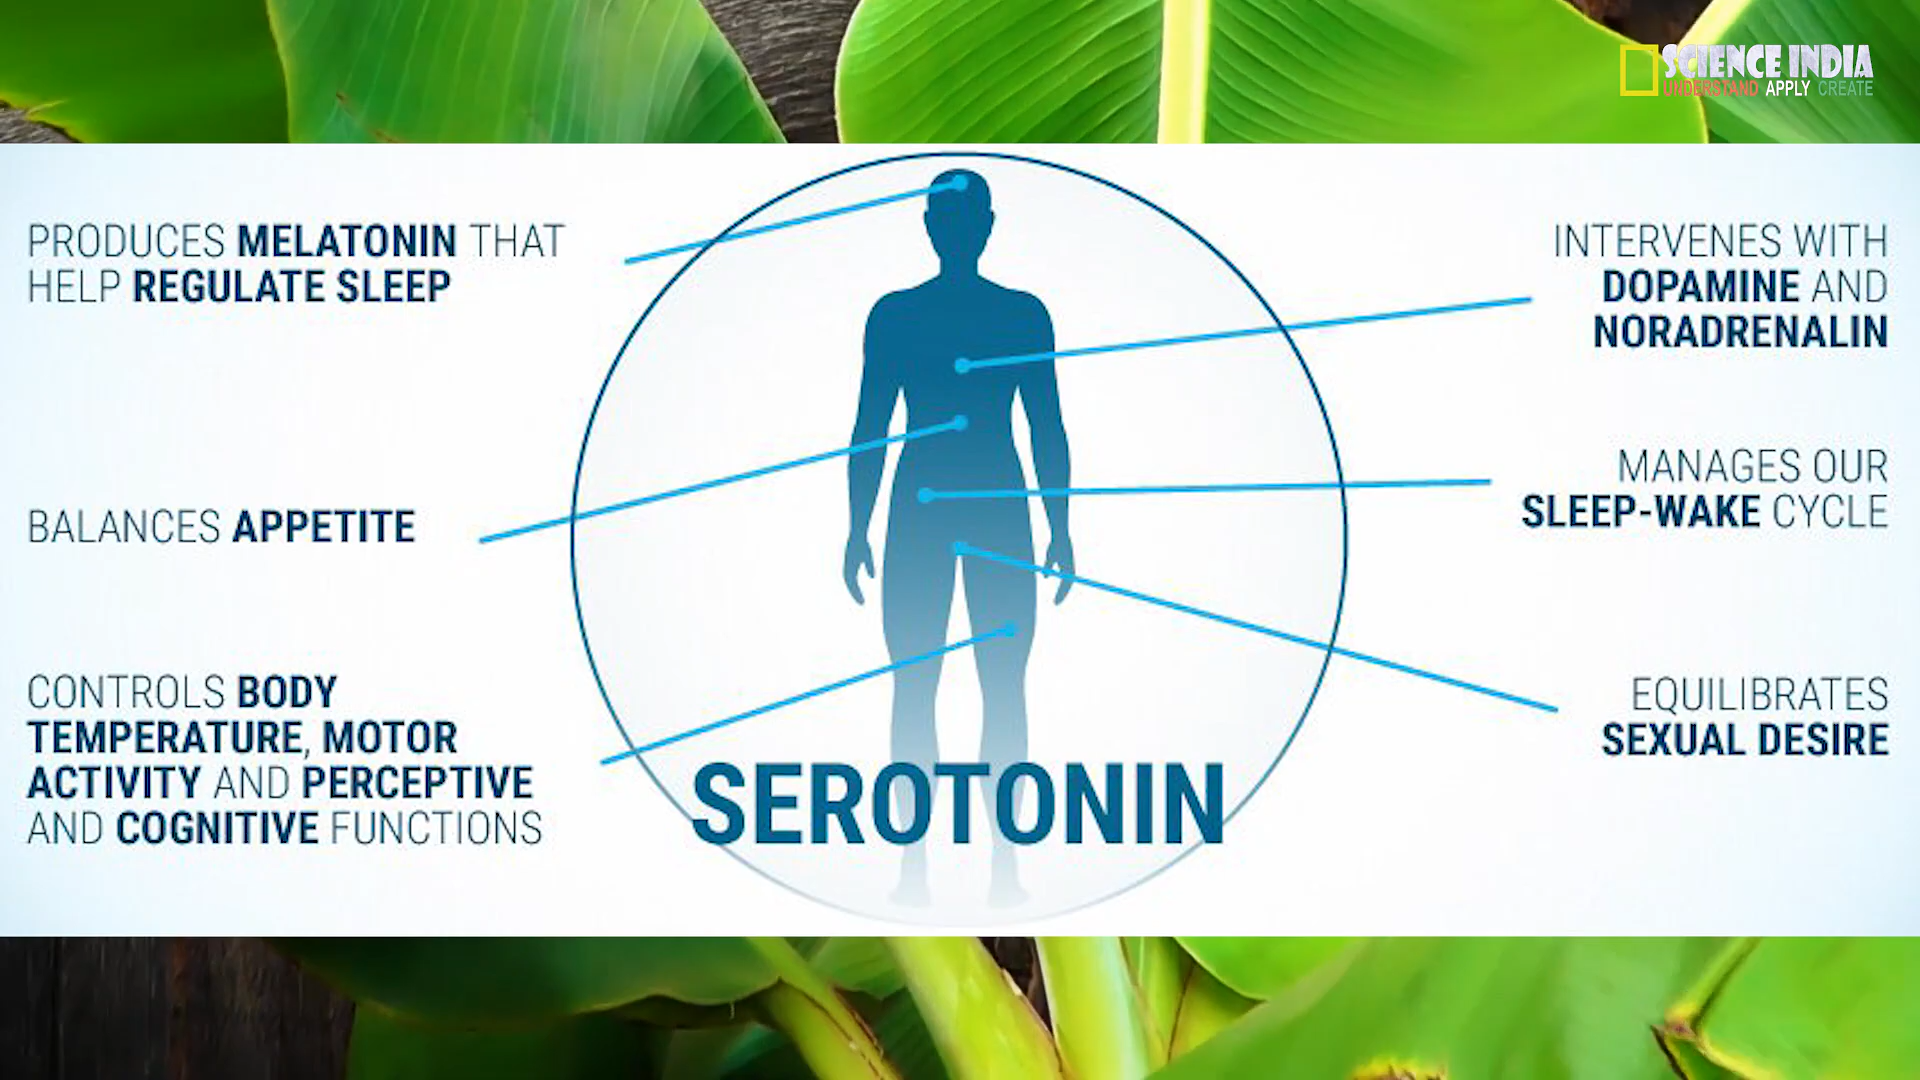 SCIENCE INDIA
UNDERSTAND APPLY CREATE
PRODUCES MELATONIN THAT
HELP REGULATE SLEEP
BALANCES APPETITE
CONTROLS BODY
TEMPERATURE, MOTOR
ACTIVITY AND PERCEPTIVE
AND COGNITIVE FUNCTIONS
INTERVENES WITH
DOPAMINE AND
NORADRENALIN
MANAGES OUR
SLEEP-WAKE CYCLE
EQUILIBRATES
SEXUAL DESIRE
SEROTONIN